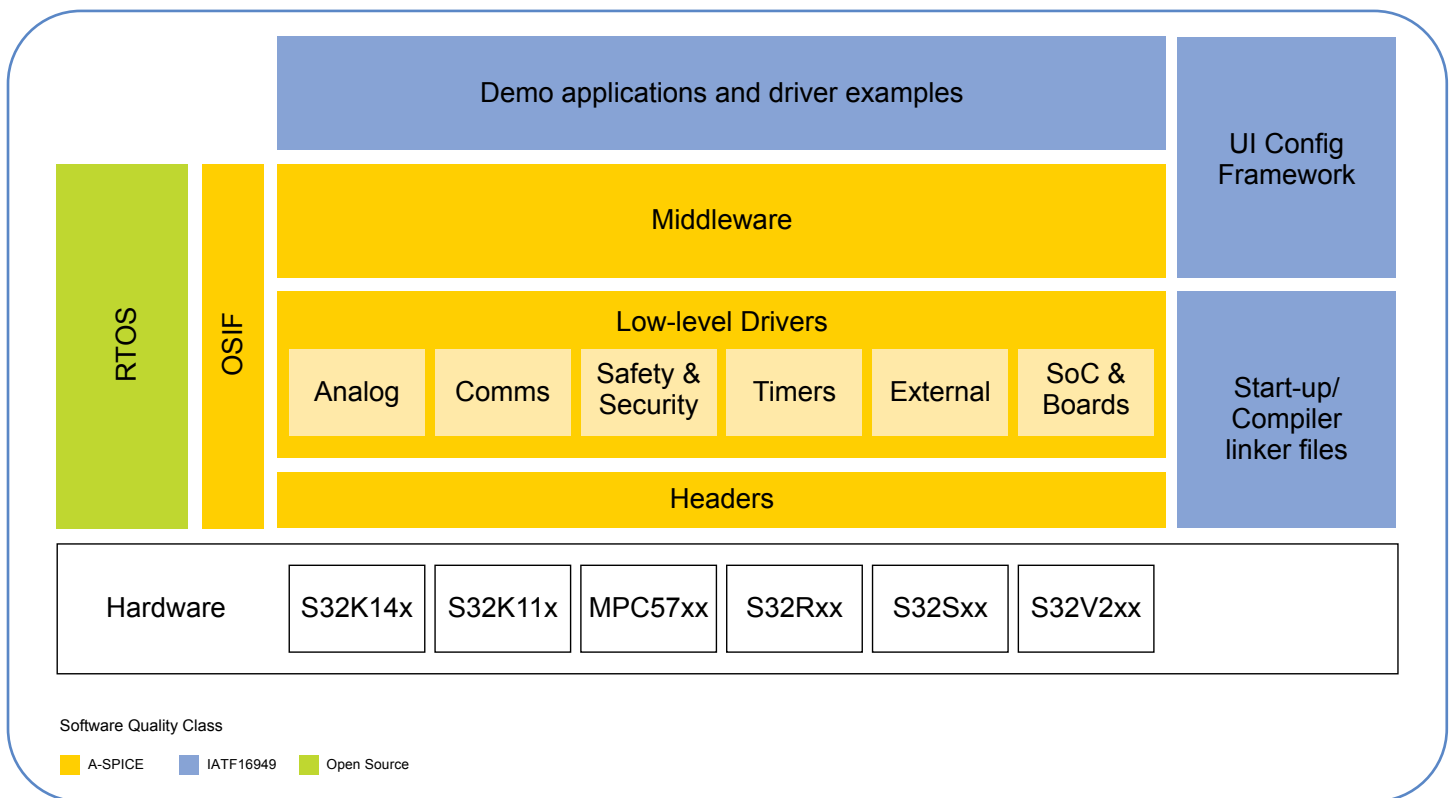 Demo applications and driver examples
UI Config
Framework
RTOS
OSIF
Middleware
Low-level Drivers
Analog
Comms
Safety &
Security
Timers
External
SoC &
Boards
Start-up/
Compiler
linker files
Headers
Hardware
S32K14x
S32K11x
MPC57xx
S32Rxx
S32Sxx
S32V2xx
Software Quality Class
A-SPICE
IATF16949
Open Source